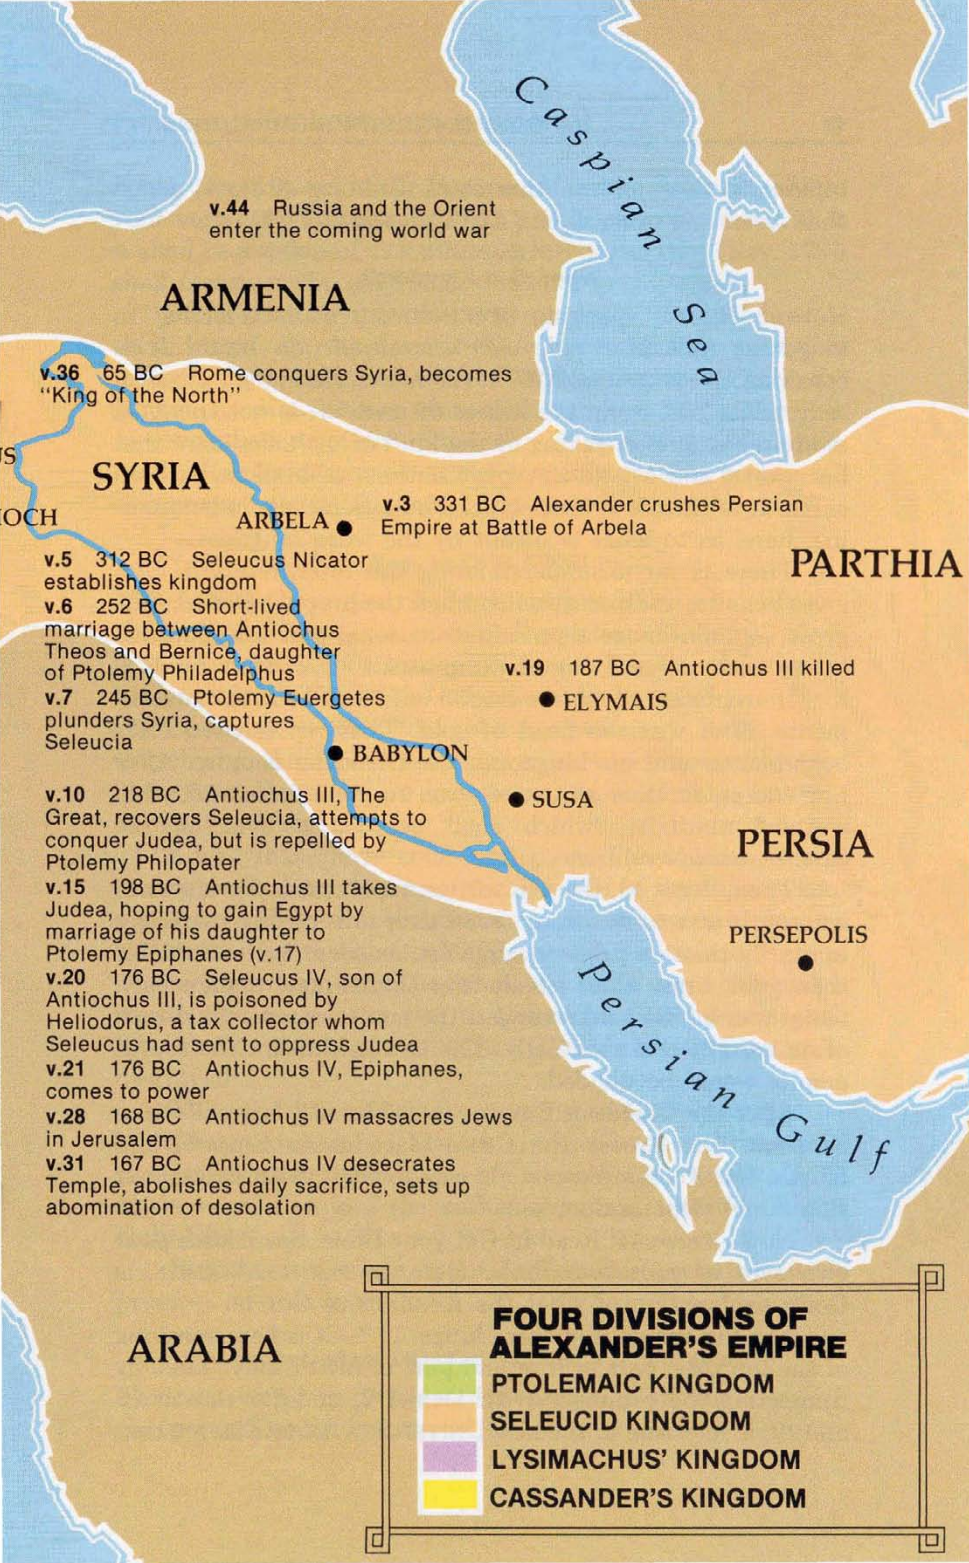 Caspian Sea
v.44 Russia and the Orient
enter the coming world war
ARMENIA
v.36 65 BC Rome conquers Syria, becomes
"King of the North"
US
SYRIA
IOCH
ARBELA
v.3 331 BC Alexander crushes Persian
Empire at Battle of Arbela
PARTHIA
v.5 312 BC Seleucus Nicator
establishes kingdom
v.6 252 BC Short-lived
marriage between Antiochus
Theos and Bernice, daughter
of Ptolemy Philadelphus
v.7 245 BC Ptolemy Euergetes
plunders Syria, captures
Seleucia
v.19 187 BC Antiochus III killed
ELYMAIS
BABYLON
SUSA
v.10 218 BC Antiochus III, The
Great, recovers Seleucia, attempts to
conquer Judea, but is repelled by
Ptolemy Philopater
v.15 198 BC Antiochus III takes
Judea, hoping to gain Egypt by
marriage of his daughter to
Ptolemy Epiphanes (v.17)
v.20 176 BC Seleucus IV, son of
Antiochus III, is poisoned by
Heliodorus, a tax collector whom
Seleucus had sent to oppress Judea
v.21 176 BC Antiochus IV, Epiphanes,
comes to power
v.28 168 BC Antiochus IV massacres Jews
in Jerusalem
v.31 167 BC Antiochus IV desecrates
Temple, abolishes daily sacrifice, sets up
abomination of desolation
PERSIA
PERSEPOLIS
Persian Gulf
ARABIA
FOUR DIVISIONS OF
ALEXANDER'S EMPIRE
PTOLEMAIC KINGDOM
SELEUCID KINGDOM
LYSIMACHUS' KINGDOM
CASSANDER'S KINGDOM